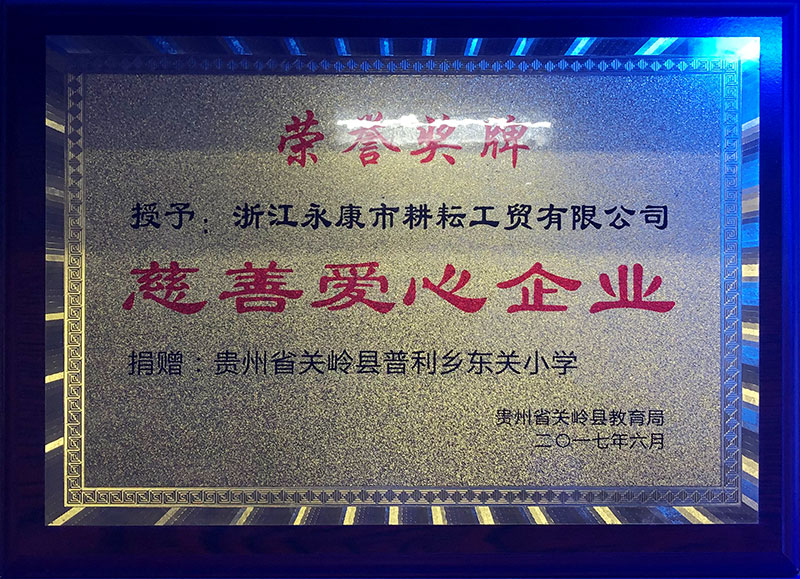 荣誉奖牌
授予：浙江永康市耕耘工贸有限公司
慈善爱心企业
捐赠：贵州省关岭县普利乡东关小学
贵州省关岭县教育局
二〇一七年六月